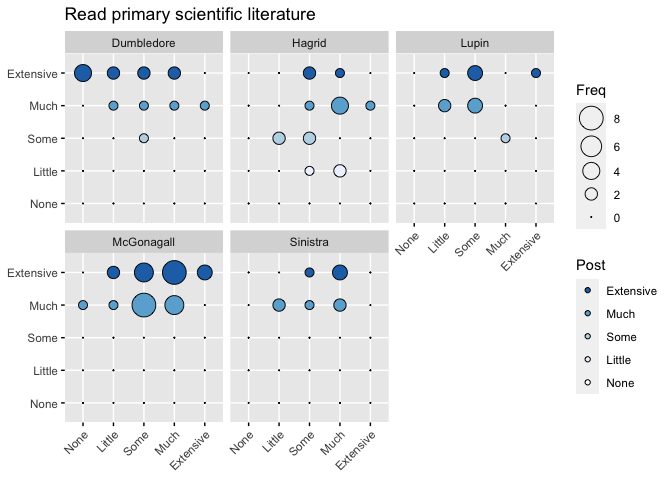 Read primary scientific literature
Dumbledore
Hagrid
Lupin
Extensive
Much
Some
Little
None
None
Little
Some
Much
Extensive
McGonagall
Sinistra
Extensive
Much
Some
Little
None
None
Little
Some
Much
Extensive
None
Little
Some
Much
Extensive
Freq
8
6
4
2
0
Post
Extensive
Much
Some
Little
None